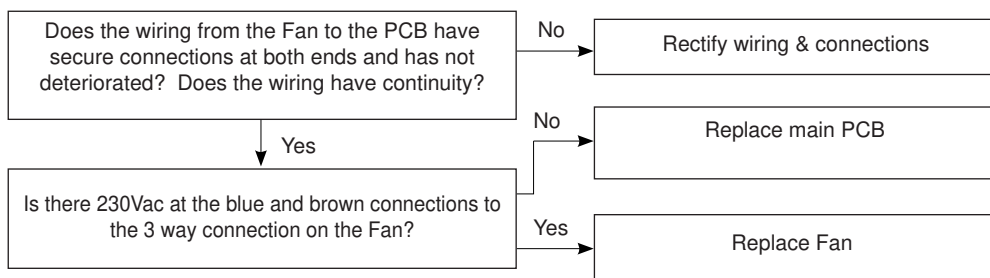 Does the wiring from the Fan to the PCB have
secure connections at both ends and has not
deteriorated? Does the wiring have continuity?
No
Rectify wiring & connections
Yes
Is there 230Vac at the blue and brown connections to
the 3 way connection on the Fan?
No
Replace main PCB
Yes
Replace Fan